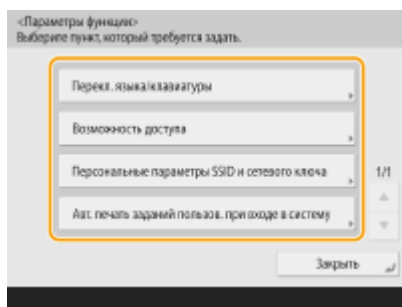 <Параметры функции>
Выберите пункт, который требуется задать.
Перекл. языка/клавиатуры
Возможность доступа
Персональные параметры SSID и сетевого ключа
1/1
Авт. печать заданий пользов. при входе в систему
Закрыть